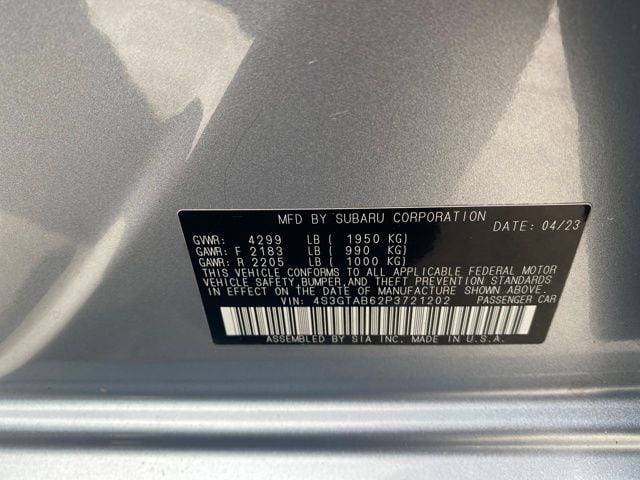 MFD BY SUBARU CORPORATION DATE: 04/23
GVWR: 4299 LB ( 1950 KG)
GAWR: F 2183 LB ( 990 KG)
GAWR: R 2205 LB ( 1000 KG)
THIS VEHICLE CONFORMS TO ALL APPLICABLE FEDERAL MOTOR
VEHICLE SAFETY,BUMPER,AND THEFT PREVENTION STANDARDS
IN EFFECT ON THE DATE OF MANUFACTURE SHOWN ABOVE.
VIN: 4S3GTAB62P3721202 PASSENGER CAR
ASSEMBLED BY SIA INC. MADE IN U.S.A.